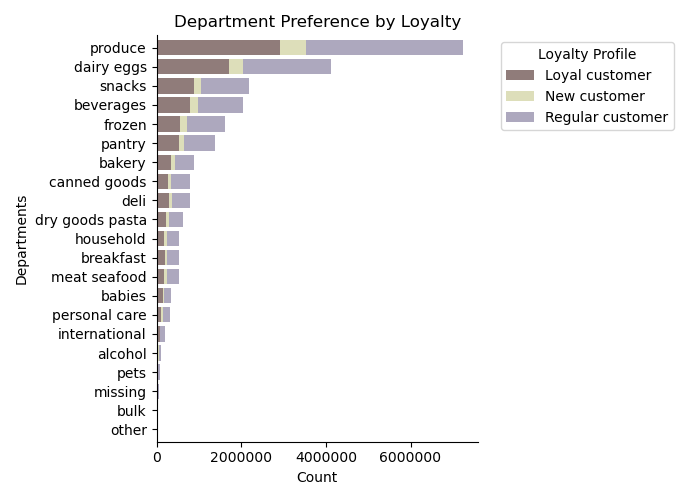 Department Preference by Loyalty
Departments
produce
dairy eggs
snacks
beverages
frozen
pantry
bakery
canned goods
deli
dry goods pasta
household
breakfast
meat seafood
babies
personal care
international
alcohol
pets
missing
bulk
other
0 2000000 4000000 6000000
Count
Loyalty Profile
Loyal customer
New customer
Regular customer